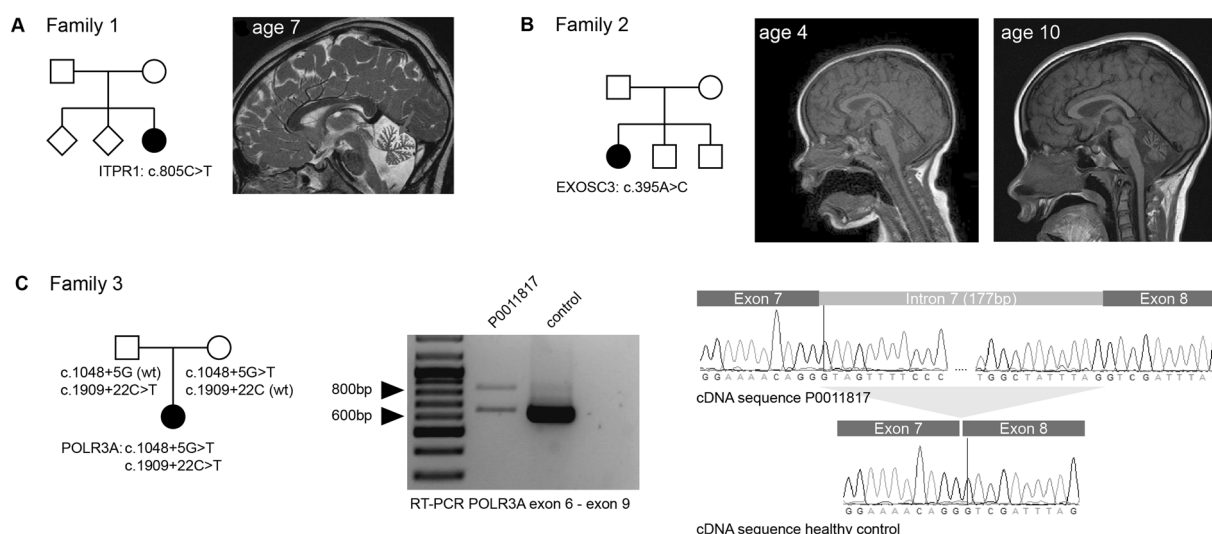 A Family 1
age 7
ITPR1: c.805C>T
B Family 2
age 4
age 10
EXOSC3: c.395A>C
C Family 3
c.1048+5G (wt)
c.1909+22C>T
c.1048+5G>T
c.1909+22C (wt)
POLR3A: c.1048+5G>T
c.1909+22C>T
P0011817
control
800bp
600bp
RT-PCR POLR3A exon 6 - exon 9
Exon 7 Intron 7 (177bp) Exon 8
GGAAAACAGGGTAGTTTTCCC .... TGGCTATTTAGGTCGATTTA
cDNA sequence P0011817
Exon 7 Exon 8
GGAAAACAGGGTCGATTTAG
cDNA sequence healthy control